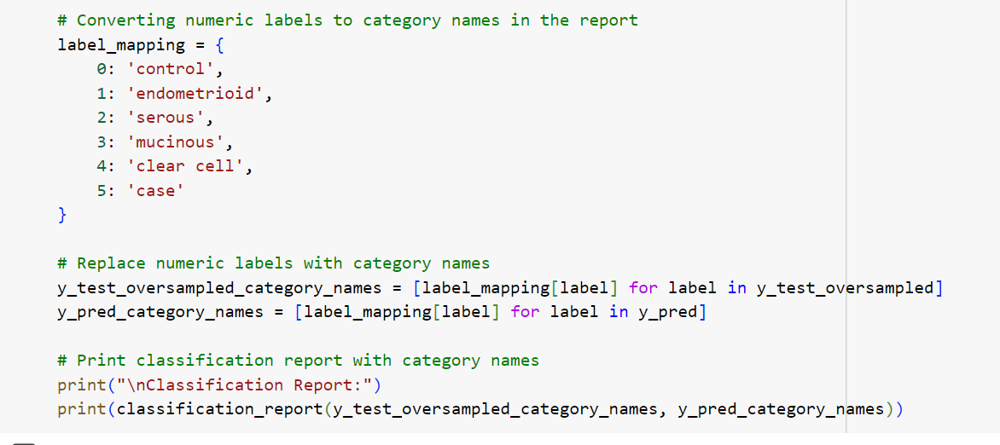 # Converting numeric labels to category names in the report
label_mapping = {
    0: 'control',
    1: 'endometrioid',
    2: 'serous',
    3: 'mucinous',
    4: 'clear cell',
    5: 'case'
}

# Replace numeric labels with category names
y_test_oversampled_category_names = [label_mapping[label] for label in y_test_oversampled]
y_pred_category_names = [label_mapping[label] for label in y_pred]

# Print classification report with category names
print("\nClassification Report:")
print(classification_report(y_test_oversampled_category_names, y_pred_category_names))